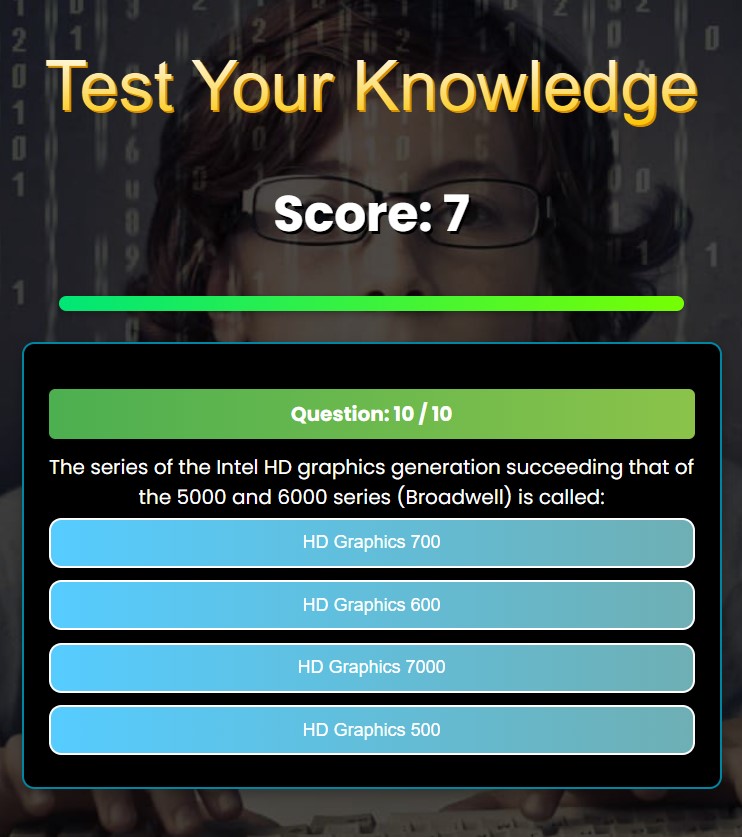 Test Your Knowledge
Score: 7
Question: 10 / 10
The series of the Intel HD graphics generation succeeding that of
the 5000 and 6000 series (Broadwell) is called:
HD Graphics 700
HD Graphics 600
HD Graphics 7000
HD Graphics 500